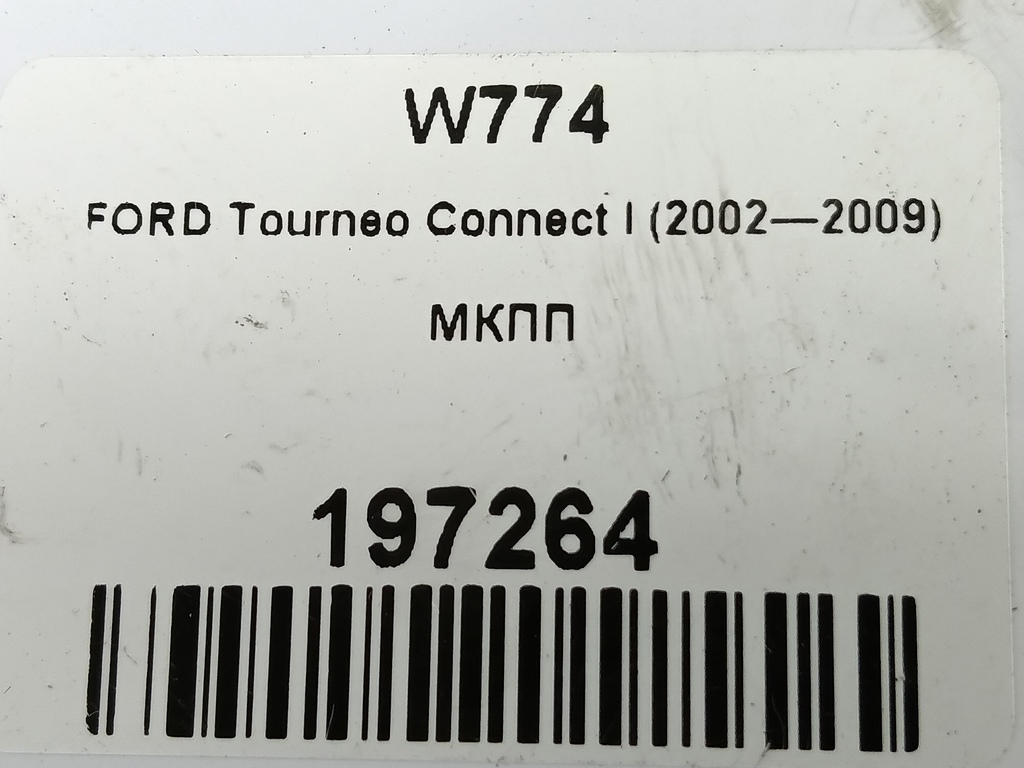 W774
FORD Tourneo Connect I (2002—2009)
МКПП
197264